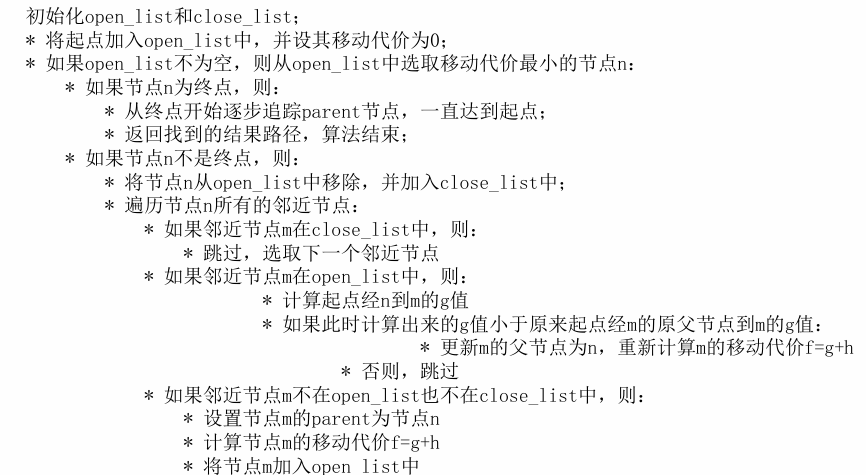 初始化open_list和close_list；
* 将起点加入open_list中，并设其移动代价为0；
* 如果open_list不为空，则从open_list中选取移动代价最小的节点n：
* 如果节点n为终点，则：
* 从终点开始逐步追踪parent节点，一直达到起点；
* 返回找到的结果路径，算法结束；
* 如果节点n不是终点，则：
* 将节点n从open_list中移除，并加入close_list中；
* 遍历节点n所有的邻近节点：
* 如果邻近节点m在close_list中，则：
* 跳过，选取下一个邻近节点
* 如果邻近节点m在open_list中，则：
* 计算起点经n到m的g值
* 如果此时计算出来的g值小于原来起点经m的原父节点到m的g值：
* 更新m的父节点为n，重新计算m的移动代价f=g+h
* 否则，跳过
* 如果邻近节点m不在open_list也不在close_list中，则：
* 设置节点m的parent为节点n
* 计算节点m的移动代价f=g+h
* 将节点m加入open_list中